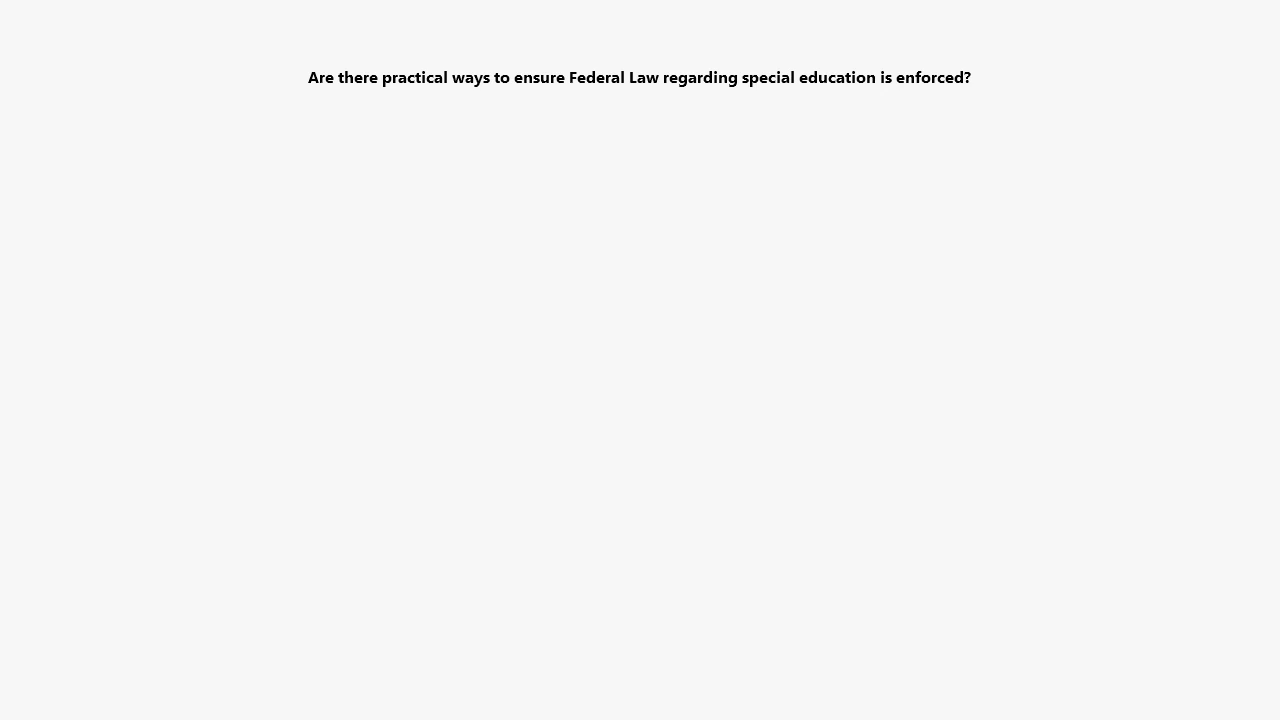 Are there practical ways to ensure Federal Law regarding special education is enforced?